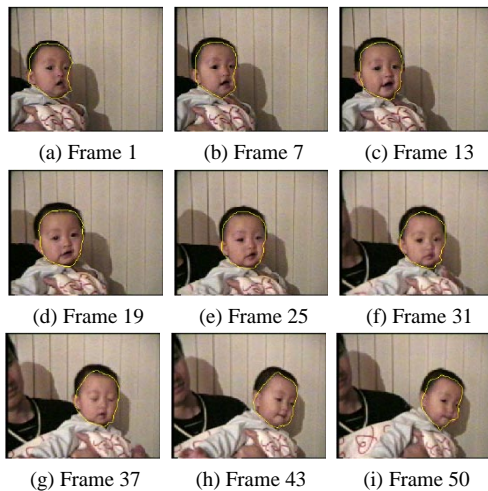 (a) Frame 1
(b) Frame 7
(c) Frame 13
(d) Frame 19
(e) Frame 25
(f) Frame 31
(g) Frame 37
(h) Frame 43
(i) Frame 50